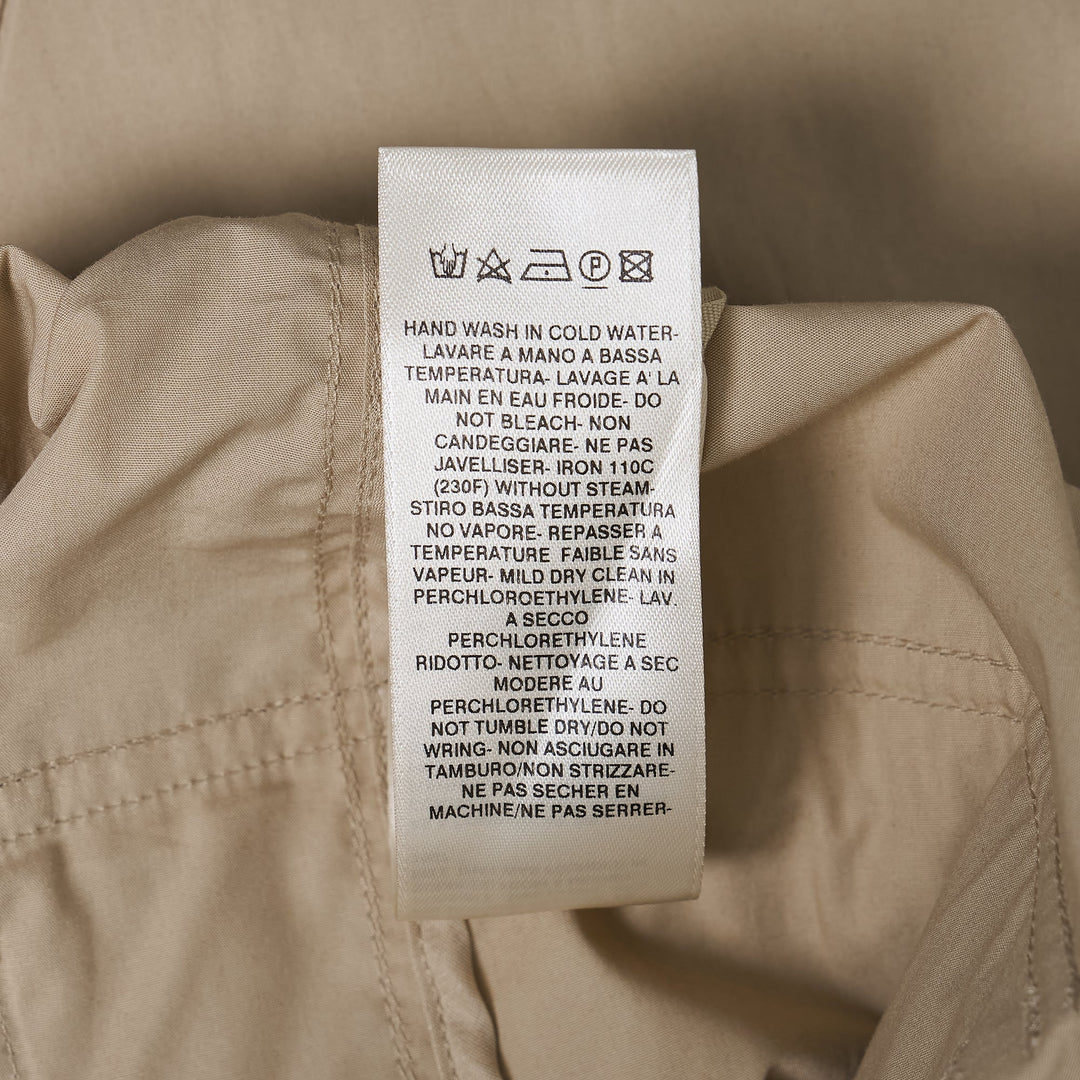 P
HAND WASH IN COLD WATER-
LAVARE A MANO A BASSA
TEMPERATURA- LAVAGE A' LA
MAIN EN EAU FROIDE- DO
NOT BLEACH- NON
CANDEGGIARE- NE PAS
JAVELLISER- IRON 110C
(230F) WITHOUT STEAM-
STIRO BASSA TEMPERATURA
NO VAPORE- REPASSER A
TEMPERATURE FAIBLE SANS
VAPEUR- MILD DRY CLEAN IN
PERCHLOROETHYLENE- LAV.
A SECCO
PERCHLORETHYLENE
RIDOTTO- NETTOYAGE A SEC
MODERE AU
PERCHLORETHYLENE- DO
NOT TUMBLE DRY/DO NOT
WRING- NON ASCIUGARE IN
TAMBURO/NON STRIZZARE-
NE PAS SECHER EN
MACHINE/NE PAS SERRER-